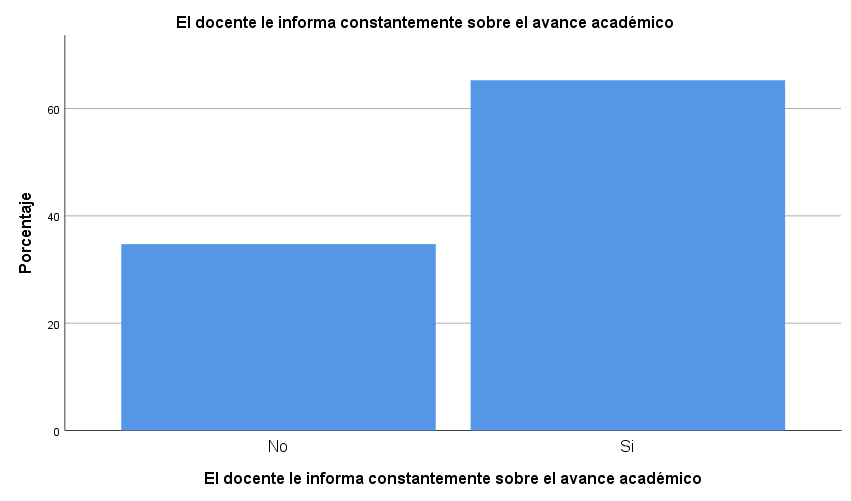 El docente le informa constantemente sobre el avance académico
Porcentaje
60
40
20
0
No
Si
El docente le informa constantemente sobre el avance académico